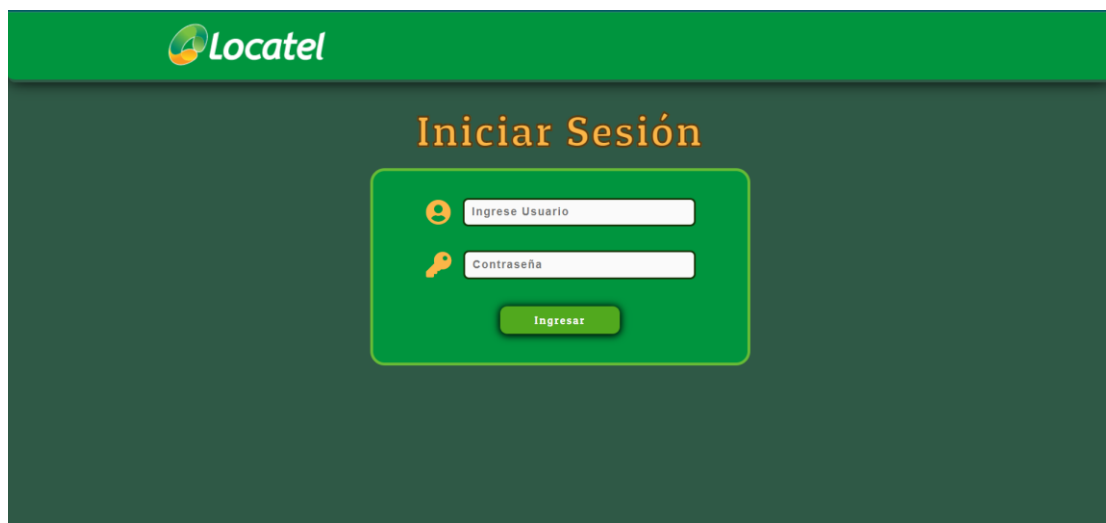 Locatel
Iniciar Sesión
Ingrese Usuario
Contraseña
Ingresar